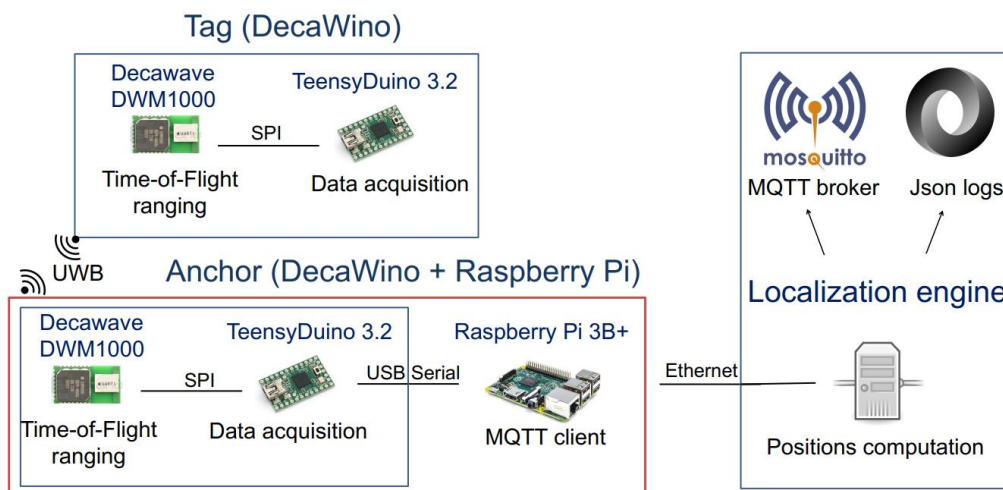 Tag (DecaWino)
Decawave
DWM1000
TeensyDuino 3.2
SPI
Time-of-Flight
ranging
Data acquisition
UWB
Anchor (DecaWino + Raspberry Pi)
Decawave
DWM1000
TeensyDuino 3.2
Raspberry Pi 3B+
SPI
USB Serial
Time-of-Flight
ranging
Data acquisition
MQTT client
Ethernet
mosquitto
MQTT broker
Json logs
Localization engine
Positions computation